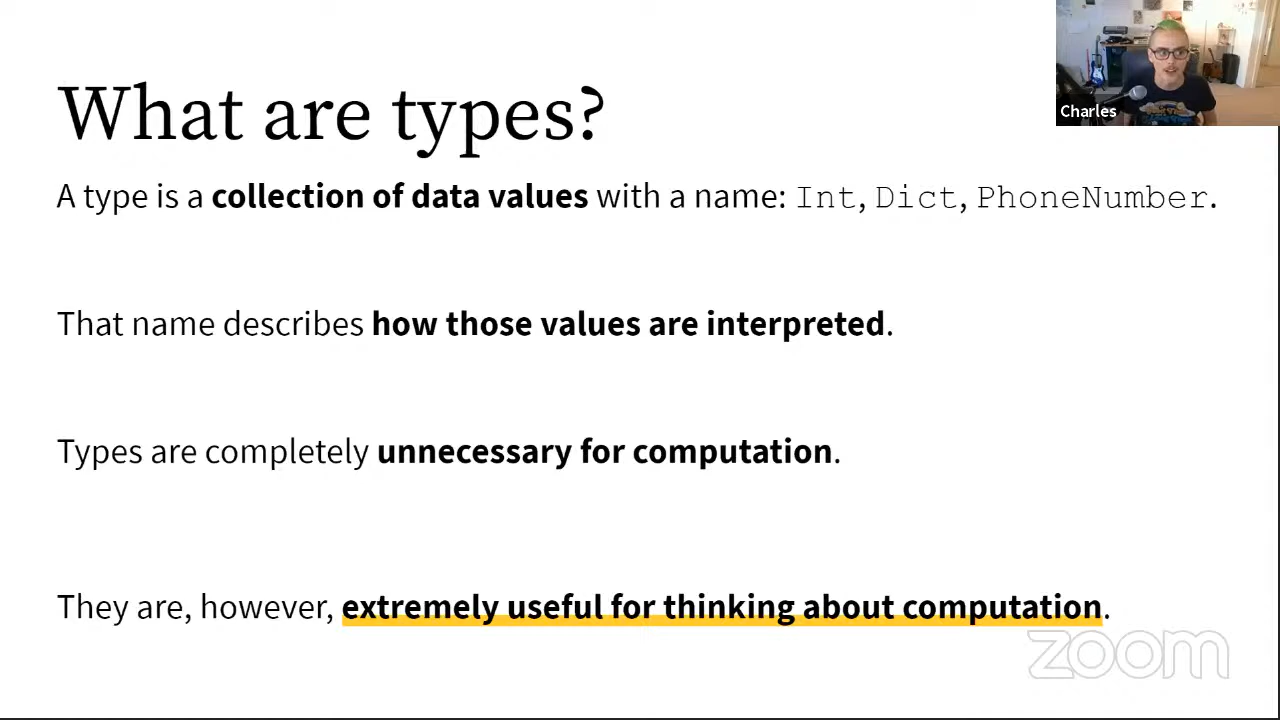 What are types?
Charles
A type is a collection of data values with a name: Int, Dict, PhoneNumber.
That name describes how those values are interpreted.
Types are completely unnecessary for computation.
They are, however, extremely useful for thinking about computation.
zoom